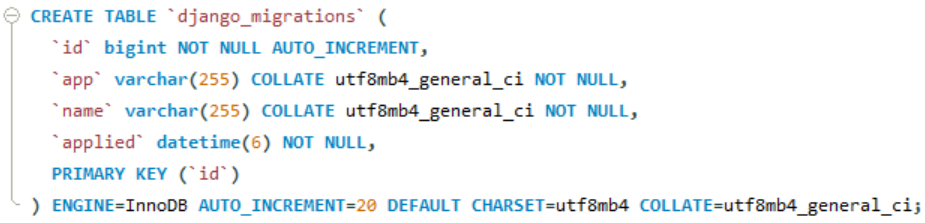 CREATE TABLE `django_migrations` (
`id` bigint NOT NULL AUTO_INCREMENT,
`app` varchar(255) COLLATE utf8mb4_general_ci NOT NULL,
`name` varchar(255) COLLATE utf8mb4_general_ci NOT NULL,
`applied` datetime(6) NOT NULL,
PRIMARY KEY (`id`)
) ENGINE=InnoDB AUTO_INCREMENT=20 DEFAULT CHARSET=utf8mb4 COLLATE=utf8mb4_general_ci;